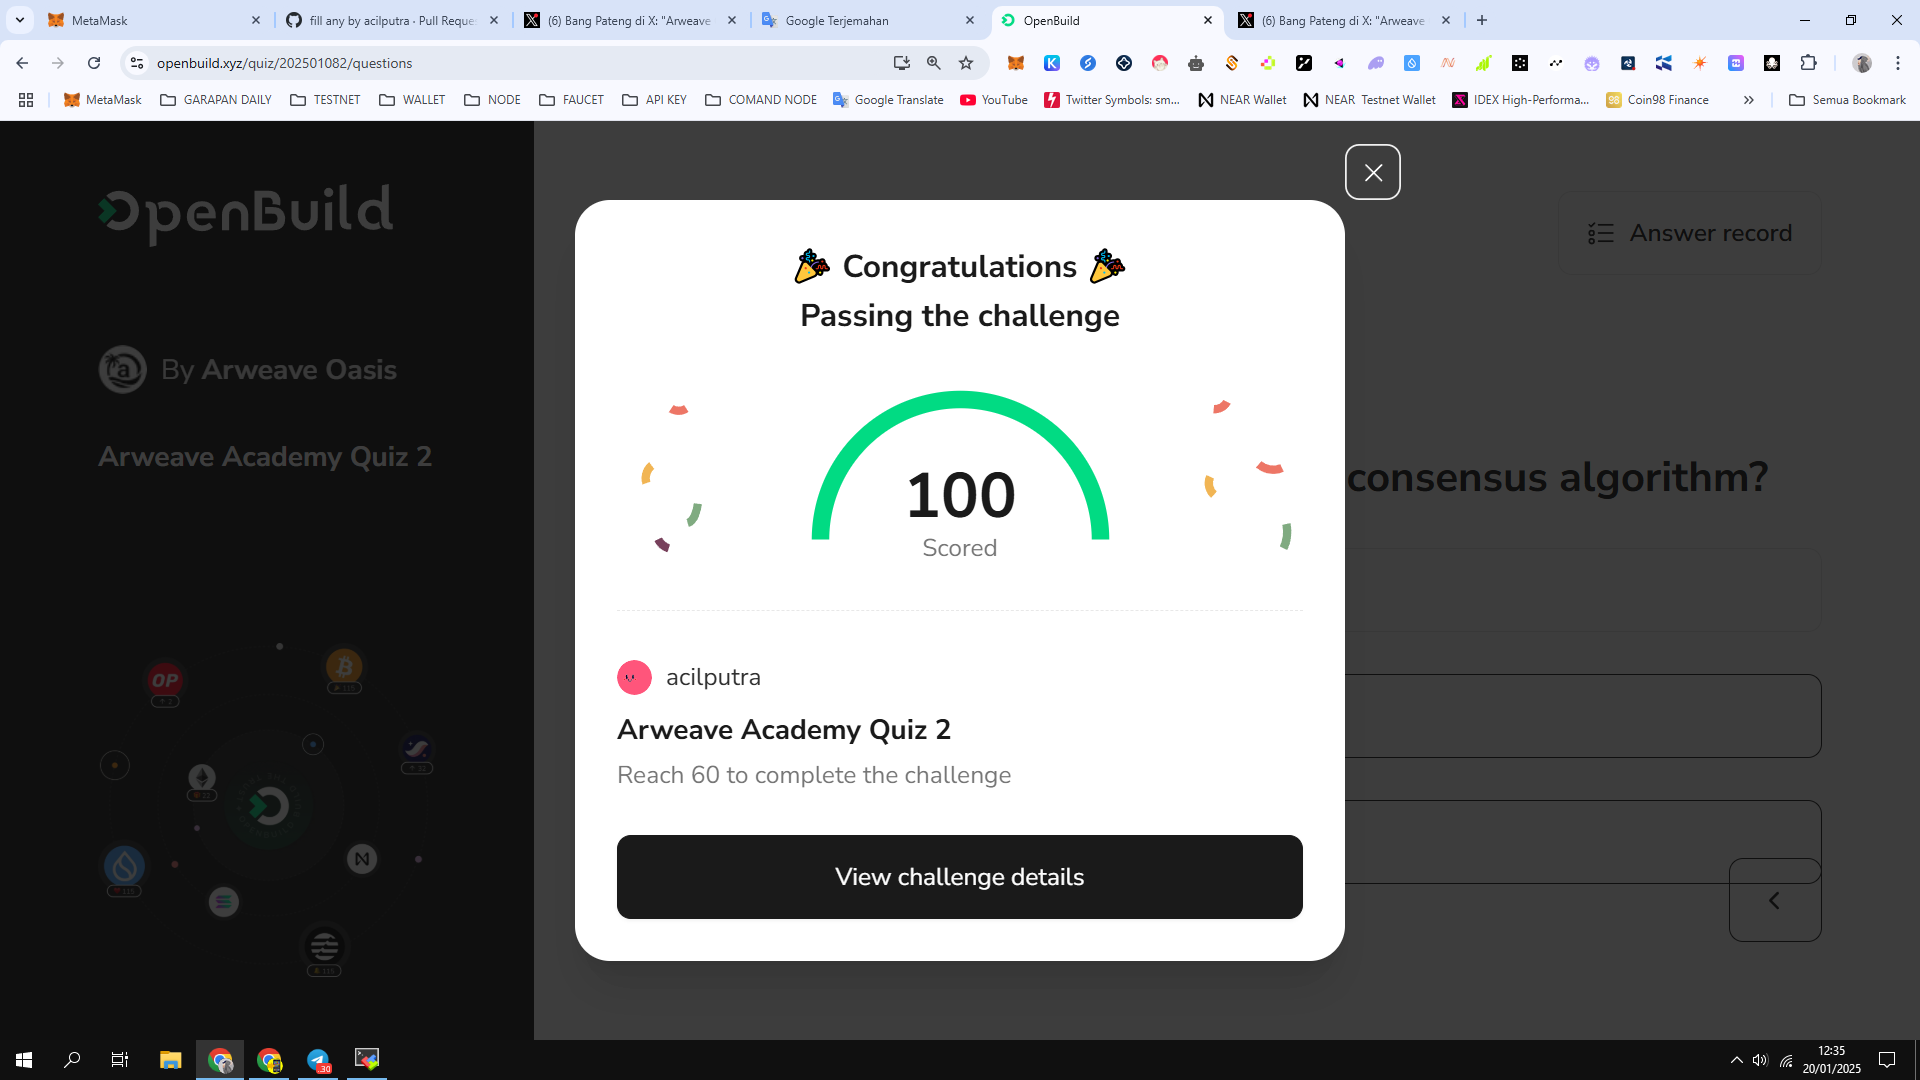 MetaMask
fill any by acilputra · Pull Reque
(6) Bang Pateng di X: "Arweave
Google Terjemahan
OpenBuild
(6) Bang Pateng di X: "Arweave
openbuild.xyz/quiz/202501082/questions
MetaMask
GARAPAN DAILY
TESTNET
WALLET
NODE
FAUCET
API KEY
COMAND NODE
Google Translate
YouTube
Twitter Symbols: sm...
NEAR Wallet
NEAR Testnet Wallet
IDEX High-Performa...
Coin98 Finance
Semua Bookmark
OpenBuild
By Arweave Oasis
Arweave Academy Quiz 2
OP
Answer record
consensus algorithm?
Congratulations
Passing the challenge
100
Scored
acilputra
Arweave Academy Quiz 2
Reach 60 to complete the challenge
View challenge details
30
12:35
20/01/2025